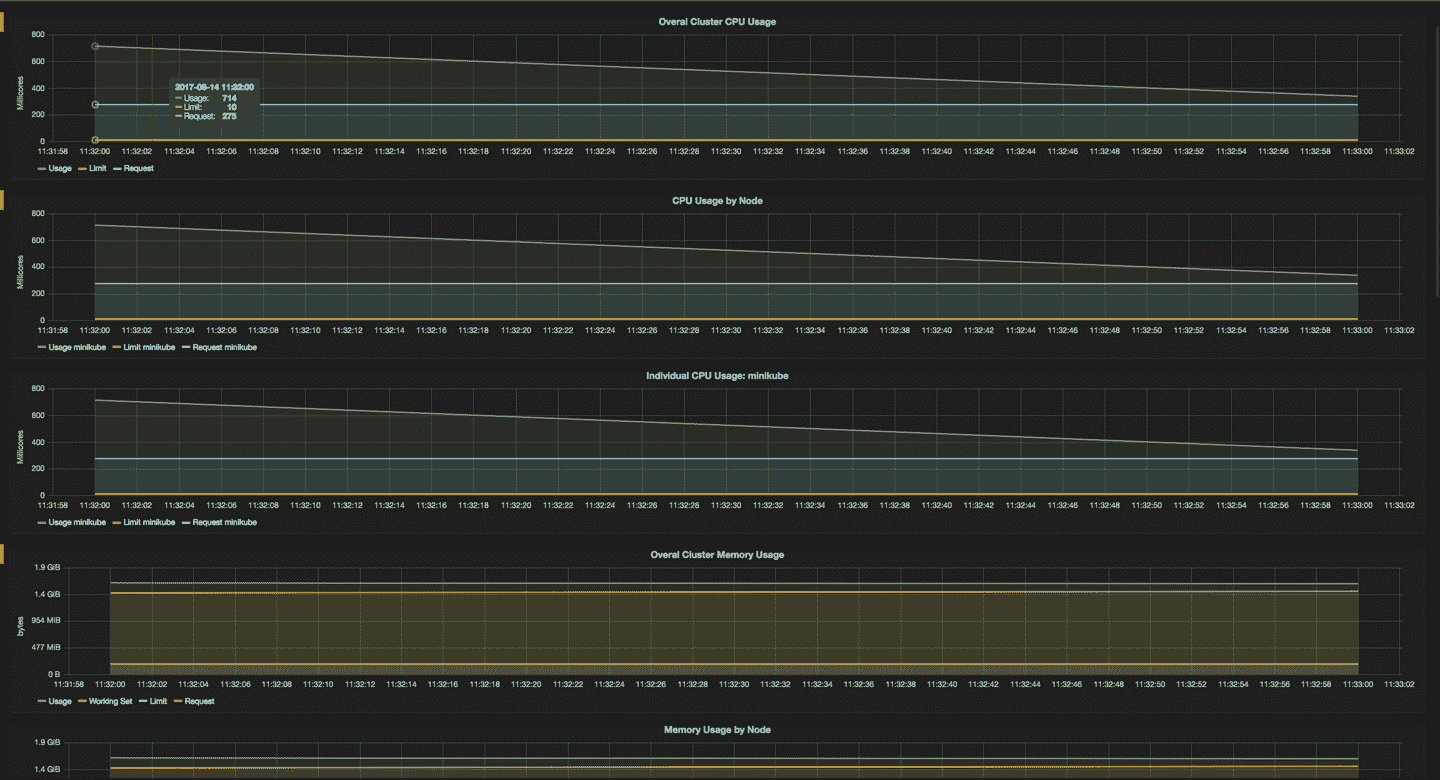 Overal Cluster CPU Usage
800
600
400
200
0
Millicores
2017-08-14 11:32:00
Usage: 714
Limit: 10
Request: 275
11:31:58 11:32:00 11:32:02 11:32:04 11:32:06 11:32:08 11:32:10 11:32:12 11:32:14 11:32:16 11:32:18 11:32:20 11:32:22 11:32:24 11:32:26 11:32:28 11:32:30 11:32:32 11:32:34 11:32:36 11:32:38 11:32:40 11:32:42 11:32:44 11:32:46 11:32:48 11:32:50 11:32:52 11:32:54 11:32:56 11:32:58 11:33:00 11:33:02
Usage Limit Request
CPU Usage by Node
800
600
400
200
0
Millicores
11:31:58 11:32:00 11:32:02 11:32:04 11:32:06 11:32:08 11:32:10 11:32:12 11:32:14 11:32:16 11:32:18 11:32:20 11:32:22 11:32:24 11:32:26 11:32:28 11:32:30 11:32:32 11:32:34 11:32:36 11:32:38 11:32:40 11:32:42 11:32:44 11:32:46 11:32:48 11:32:50 11:32:52 11:32:54 11:32:56 11:32:58 11:33:00 11:33:02
Usage minikube Limit minikube Request minikube
Individual CPU Usage: minikube
800
600
400
200
0
Millicores
11:31:58 11:32:00 11:32:02 11:32:04 11:32:06 11:32:08 11:32:10 11:32:12 11:32:14 11:32:16 11:32:18 11:32:20 11:32:22 11:32:24 11:32:26 11:32:28 11:32:30 11:32:32 11:32:34 11:32:36 11:32:38 11:32:40 11:32:42 11:32:44 11:32:46 11:32:48 11:32:50 11:32:52 11:32:54 11:32:56 11:32:58 11:33:00 11:33:02
Usage minikube Limit minikube Request minikube
Overal Cluster Memory Usage
1.9 GiB
1.4 GiB
954 MiB
477 MiB
0 B
bytes
11:31:58 11:32:00 11:32:02 11:32:04 11:32:06 11:32:08 11:32:10 11:32:12 11:32:14 11:32:16 11:32:18 11:32:20 11:32:22 11:32:24 11:32:26 11:32:28 11:32:30 11:32:32 11:32:34 11:32:36 11:32:38 11:32:40 11:32:42 11:32:44 11:32:46 11:32:48 11:32:50 11:32:52 11:32:54 11:32:56 11:32:58 11:33:00 11:33:02
Usage Working Set Limit Request
Memory Usage by Node
1.9 GiB
1.4 GiB